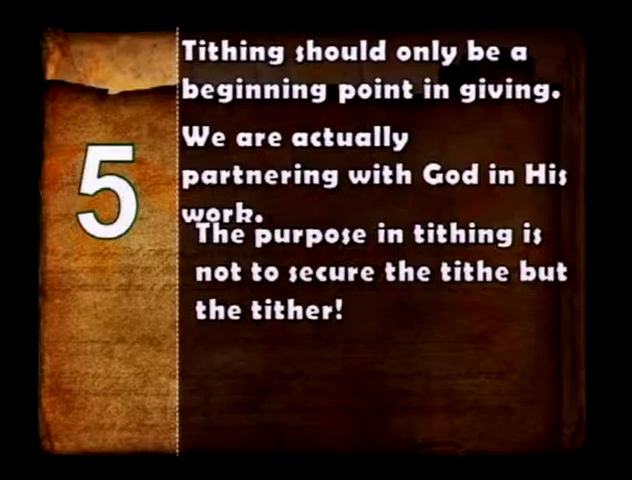 5
Tithing should only be a
beginning point in giving.
We are actually
partnering with God in His
work.
The purpose in tithing is
not to secure the tithe but
the tither!